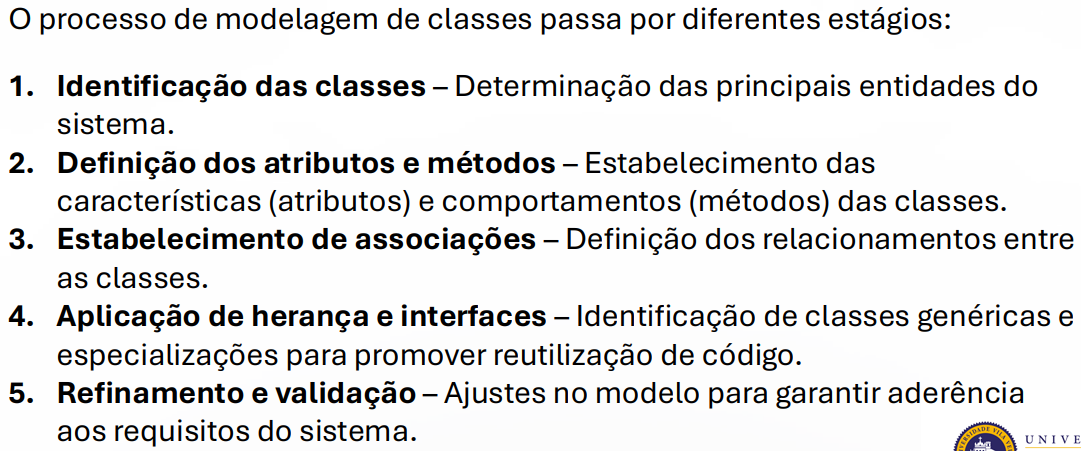 O processo de modelagem de classes passa por diferentes estágios:
1. Identificação das classes – Determinação das principais entidades do
sistema.
2. Definição dos atributos e métodos – Estabelecimento das
características (atributos) e comportamentos (métodos) das classes.
3. Estabelecimento de associações – Definição dos relacionamentos entre
as classes.
4. Aplicação de herança e interfaces – Identificação de classes genéricas e
especializações para promover reutilização de código.
5. Refinamento e validação – Ajustes no modelo para garantir aderência
aos requisitos do sistema.
UNIVE